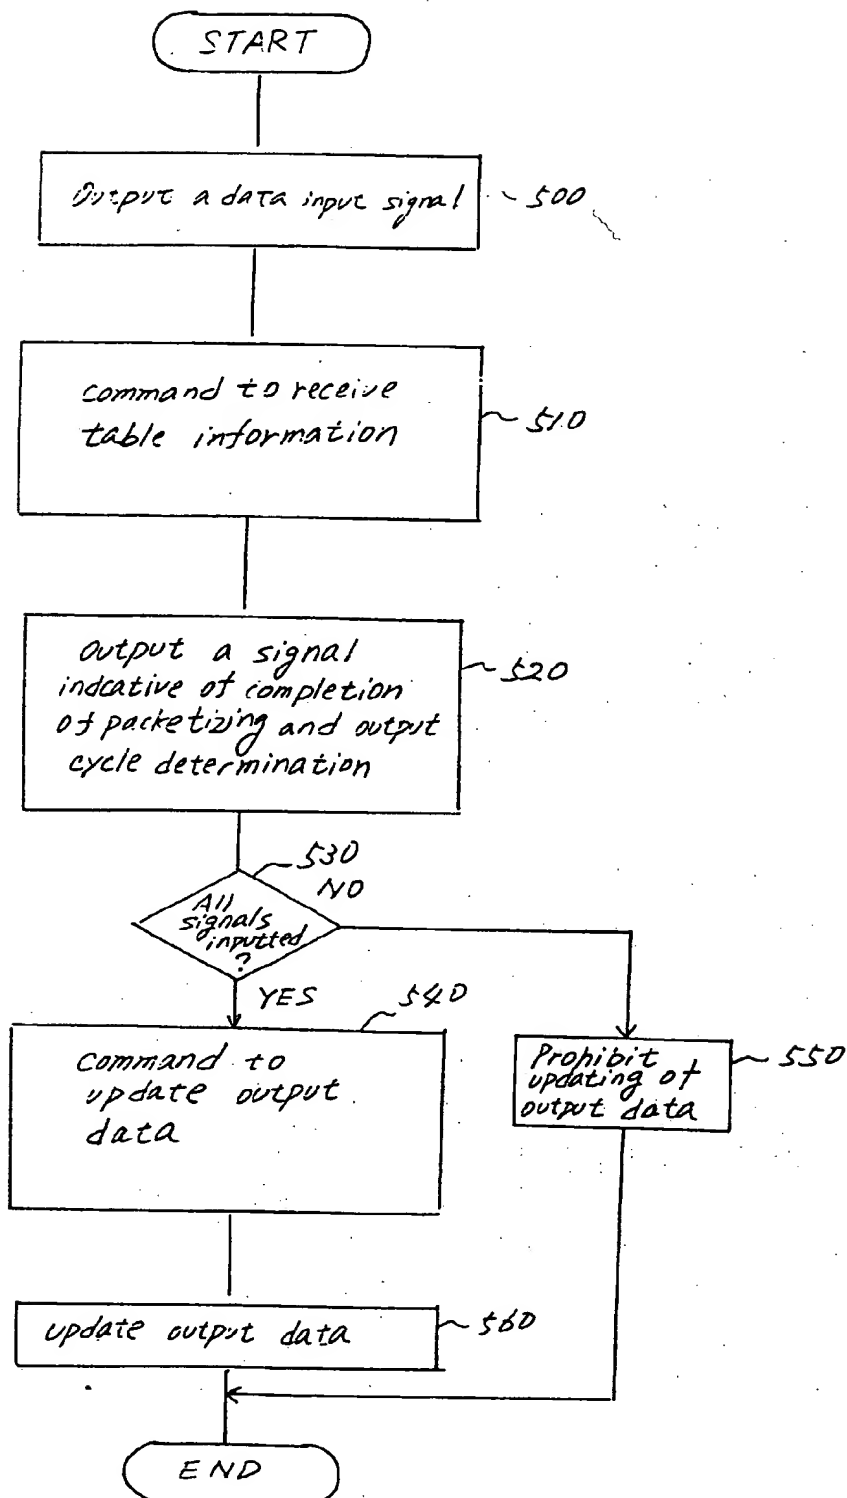 START
Output a data input signal
500
command to receive
table information
510
output a signal
indcative of completion
of packetizing and output
cycle determination
520
530
All
signals
inputted
?
NO
YES
540
Command to
update output
data
Prohibit
updating of
output data
550
update output data
560
END